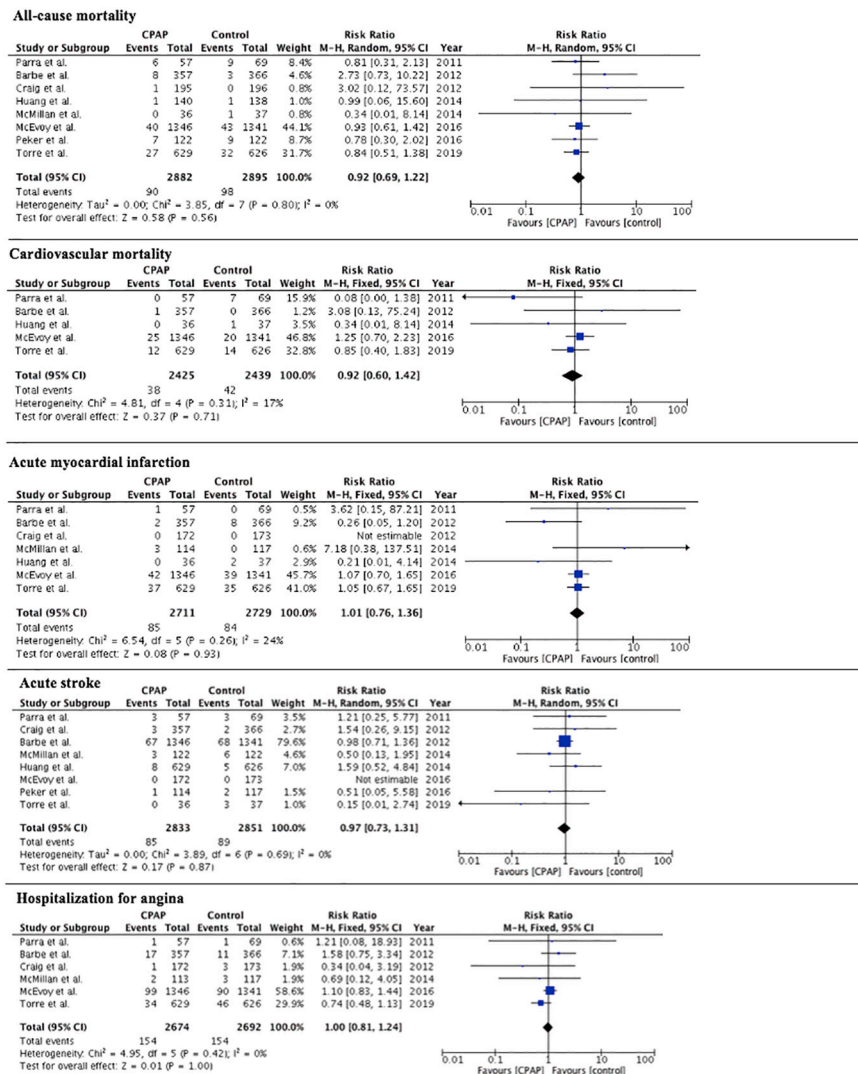 All-cause mortality
CPAP Control Risk Ratio Risk Ratio
Study or Subgroup Events Total Events Total Weight M-H, Random, 95% CI Year M-H, Random, 95% CI
Parra et al. 6 57 9 69 8.4% 0.81 [0.31, 2.13] 2011
Barbe et al. 8 357 3 366 4.6% 2.73 [0.73, 10.22] 2012
Craig et al. 1 195 0 196 0.8% 3.02 [0.12, 73.57] 2012
Huang et al. 1 140 1 138 1.0% 0.99 [0.06, 15.60] 2014
McMillan et al. 0 36 1 37 0.8% 0.34 [0.01, 8.14] 2014
McEvoy et al. 40 1346 43 1341 44.1% 0.93 [0.61, 1.42] 2016
Peker et al. 7 122 9 122 8.7% 0.78 [0.30, 2.02] 2016
Torre et al. 27 629 32 626 31.7% 0.84 [0.51, 1.38] 2019
Total (95% CI) 2882 2895 100.0% 0.92 [0.69, 1.22]
Total events 90 98
Heterogeneity: Tau² = 0.00; Chi² = 3.85, df = 7 (P = 0.80); I² = 0%
Test for overall effect: Z = 0.58 (P = 0.56)
0.01 0.1 1 10 100
Favours [CPAP] Favours [control]
Cardiovascular mortality
CPAP Control Risk Ratio Risk Ratio
Study or Subgroup Events Total Events Total Weight M-H, Fixed, 95% CI Year M-H, Fixed, 95% CI
Parra et al. 0 57 7 69 15.9% 0.08 [0.00, 1.38] 2011
Barbe et al. 1 357 0 366 1.2% 3.08 [0.13, 75.24] 2012
Huang et al. 0 36 1 37 3.5% 0.34 [0.01, 8.14] 2014
McEvoy et al. 25 1346 20 1341 46.8% 1.25 [0.70, 2.23] 2016
Torre et al. 12 629 14 626 32.8% 0.85 [0.40, 1.83] 2019
Total (95% CI) 2425 2439 100.0% 0.92 [0.60, 1.42]
Total events 38 42
Heterogeneity: Chi² = 4.81, df = 4 (P = 0.31); I² = 17%
Test for overall effect: Z = 0.37 (P = 0.71)
0.01 0.1 1 10 100
Favours [CPAP] Favours [control]
Acute myocardial infarction
CPAP Control Risk Ratio Risk Ratio
Study or Subgroup Events Total Events Total Weight M-H, Fixed, 95% CI Year M-H, Fixed, 95% CI
Parra et al. 1 57 0 69 0.5% 3.62 [0.15, 87.21] 2011
Barbe et al. 2 357 8 366 9.2% 0.26 [0.05, 1.20] 2012
Craig et al. 0 172 0 173 Not estimable 2012
McMillan et al. 3 114 0 117 0.6% 7.18 [0.38, 137.51] 2014
Huang et al. 0 36 2 37 2.9% 0.21 [0.01, 4.14] 2014
McEvoy et al. 42 1346 39 1341 45.7% 1.07 [0.70, 1.65] 2016
Torre et al. 37 629 35 626 41.0% 1.05 [0.67, 1.65] 2019
Total (95% CI) 2711 2729 100.0% 1.01 [0.76, 1.36]
Total events 85 84
Heterogeneity: Chi² = 6.54, df = 5 (P = 0.26); I² = 24%
Test for overall effect: Z = 0.08 (P = 0.93)
0.01 0.1 1 10 100
Favours [CPAP] Favours [control]
Acute stroke
CPAP Control Risk Ratio Risk Ratio
Study or Subgroup Events Total Events Total Weight M-H, Random, 95% CI Year M-H, Random, 95% CI
Parra et al. 3 57 3 69 3.5% 1.21 [0.25, 5.77] 2011
Craig et al. 3 357 2 366 2.7% 1.54 [0.26, 9.15] 2012
Barbe et al. 67 1346 68 1341 79.6% 0.98 [0.71, 1.36] 2012
McMillan et al. 3 122 6 122 4.6% 0.50 [0.13, 1.95] 2014
Huang et al. 8 629 5 626 7.0% 1.59 [0.52, 4.84] 2014
McEvoy et al. 0 172 0 173 Not estimable 2016
Peker et al. 1 114 2 117 1.5% 0.51 [0.05, 5.58] 2016
Torre et al. 0 36 3 37 1.0% 0.15 [0.01, 2.74] 2019
Total (95% CI) 2833 2851 100.0% 0.97 [0.73, 1.31]
Total events 85 89
Heterogeneity: Tau² = 0.00; Chi² = 3.89, df = 6 (P = 0.69); I² = 0%
Test for overall effect: Z = 0.17 (P = 0.87)
0.01 0.1 1 10 100
Favours [CPAP] Favours [control]
Hospitalization for angina
CPAP Control Risk Ratio Risk Ratio
Study or Subgroup Events Total Events Total Weight M-H, Fixed, 95% CI Year M-H, Fixed, 95% CI
Parra et al. 1 57 1 69 0.6% 1.21 [0.08, 18.93] 2011
Barbe et al. 17 357 11 366 7.1% 1.58 [0.75, 3.34] 2012
Craig et al. 1 172 3 173 1.9% 0.34 [0.04, 3.19] 2012
McMillan et al. 2 113 3 117 1.9% 0.69 [0.12, 4.05] 2014
McEvoy et al. 99 1346 90 1341 58.6% 1.10 [0.83, 1.44] 2016
Torre et al. 34 629 46 626 29.9% 0.74 [0.48, 1.13] 2019
Total (95% CI) 2674 2692 100.0% 1.00 [0.81, 1.24]
Total events 154 154
Heterogeneity: Chi² = 4.95, df = 5 (P = 0.42); I² = 0%
Test for overall effect: Z = 0.01 (P = 1.00)
0.01 0.1 1 10 100
Favours [CPAP] Favours [control]